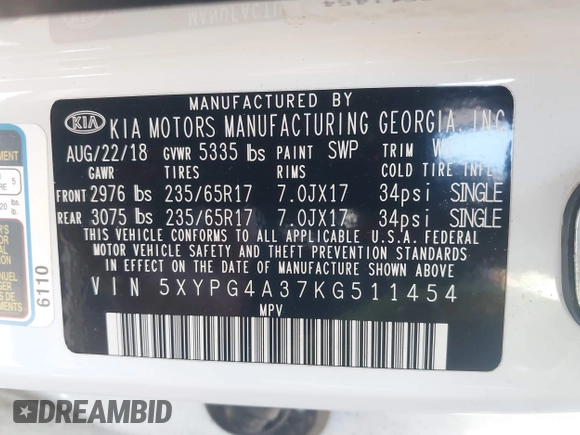 MANUFACTURED BY
KIA KIA MOTORS MANUFACTURING GEORGIA, INC
AUG/22/18 GVWR 5335 lbs PAINT SWP TRIM
GAWR TIRES RIMS COLD TIRE INFL
FRONT 2976 lbs 235/65R17 7.0JX17 34psi SINGLE
REAR 3075 lbs 235/65R17 7.0JX17 34psi SINGLE
THIS VEHICLE CONFORMS TO ALL APPLICABLE U.S.A. FEDERAL
MOTOR VEHICLE SAFETY AND THEFT PREVENTION STANDARDS
IN EFFECT ON THE DATE OF MANUFACTURE SHOWN ABOVE.
VIN 5XYPG4A37KG511454
MPV
6110
DREAMBID